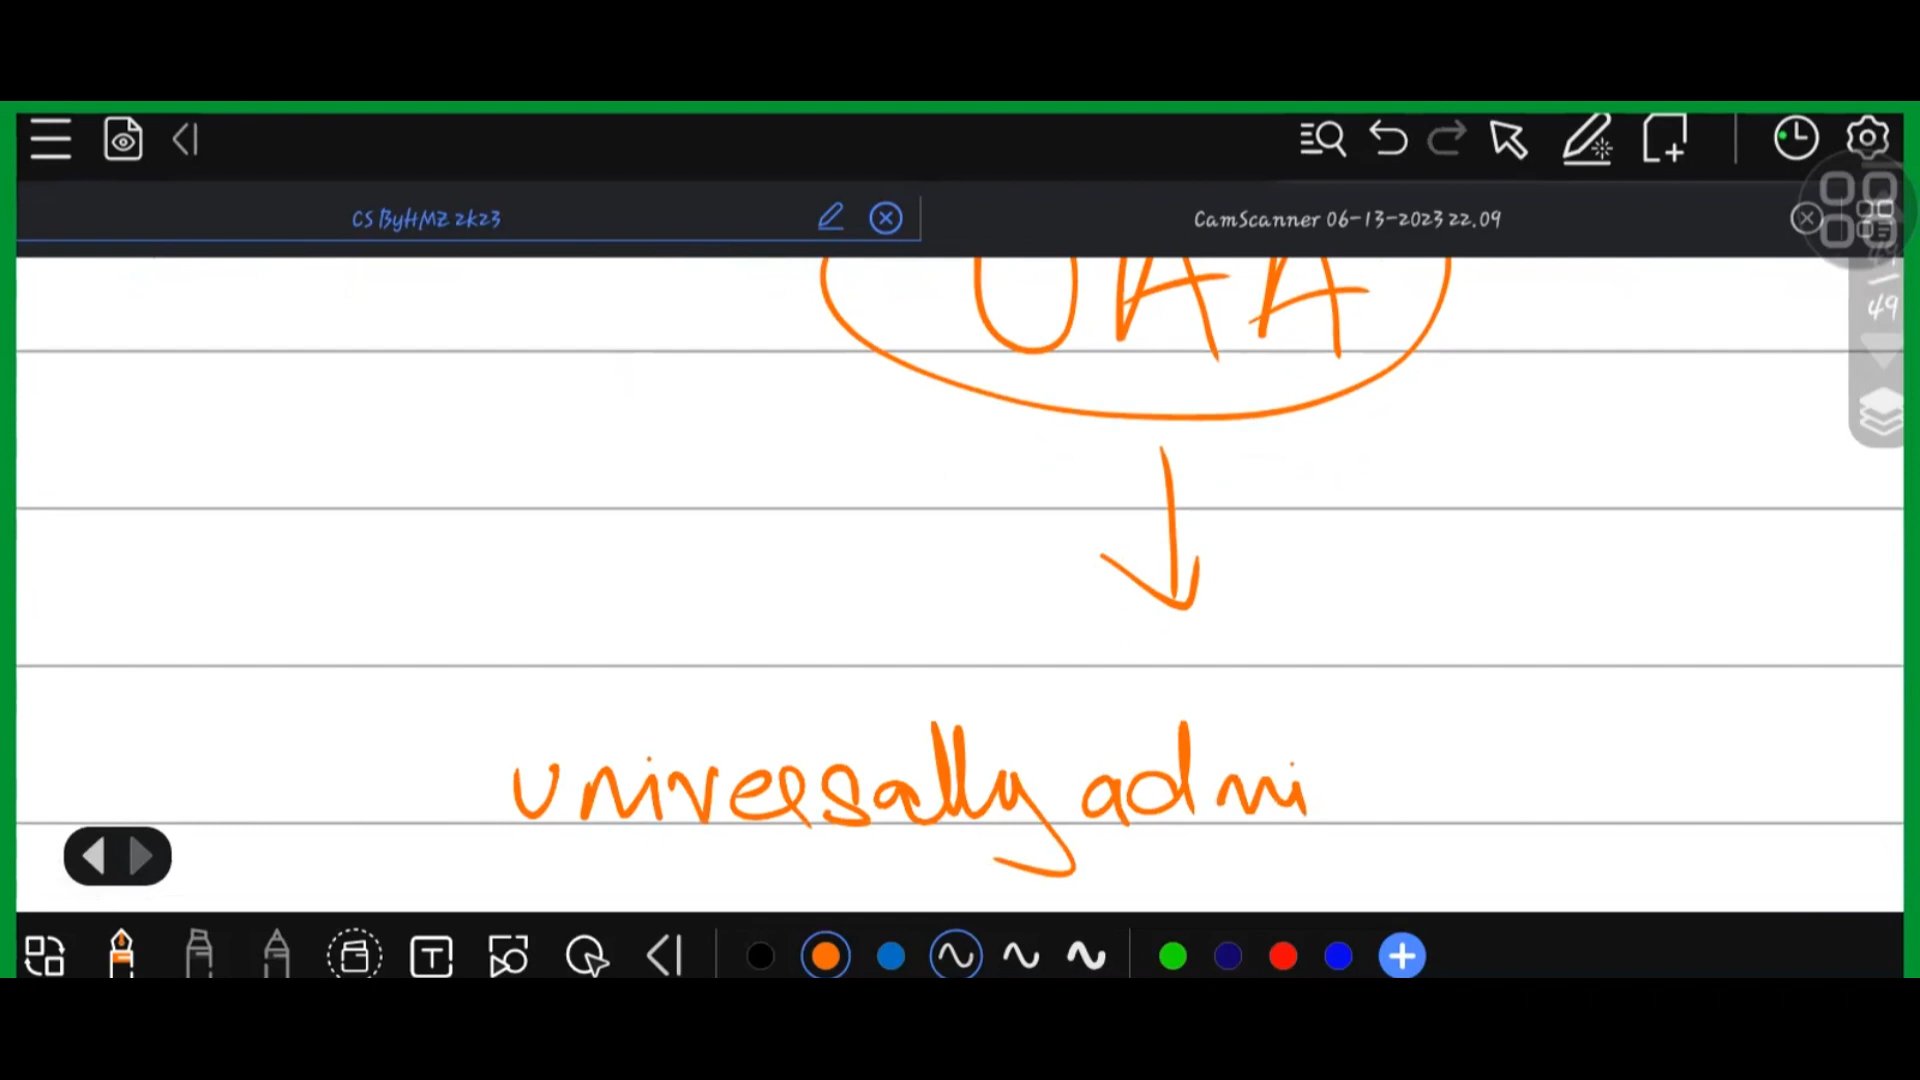 CS ByHMZ 2k23
CamScanner 06-13-2023 22.09
49
UAA
universally admi